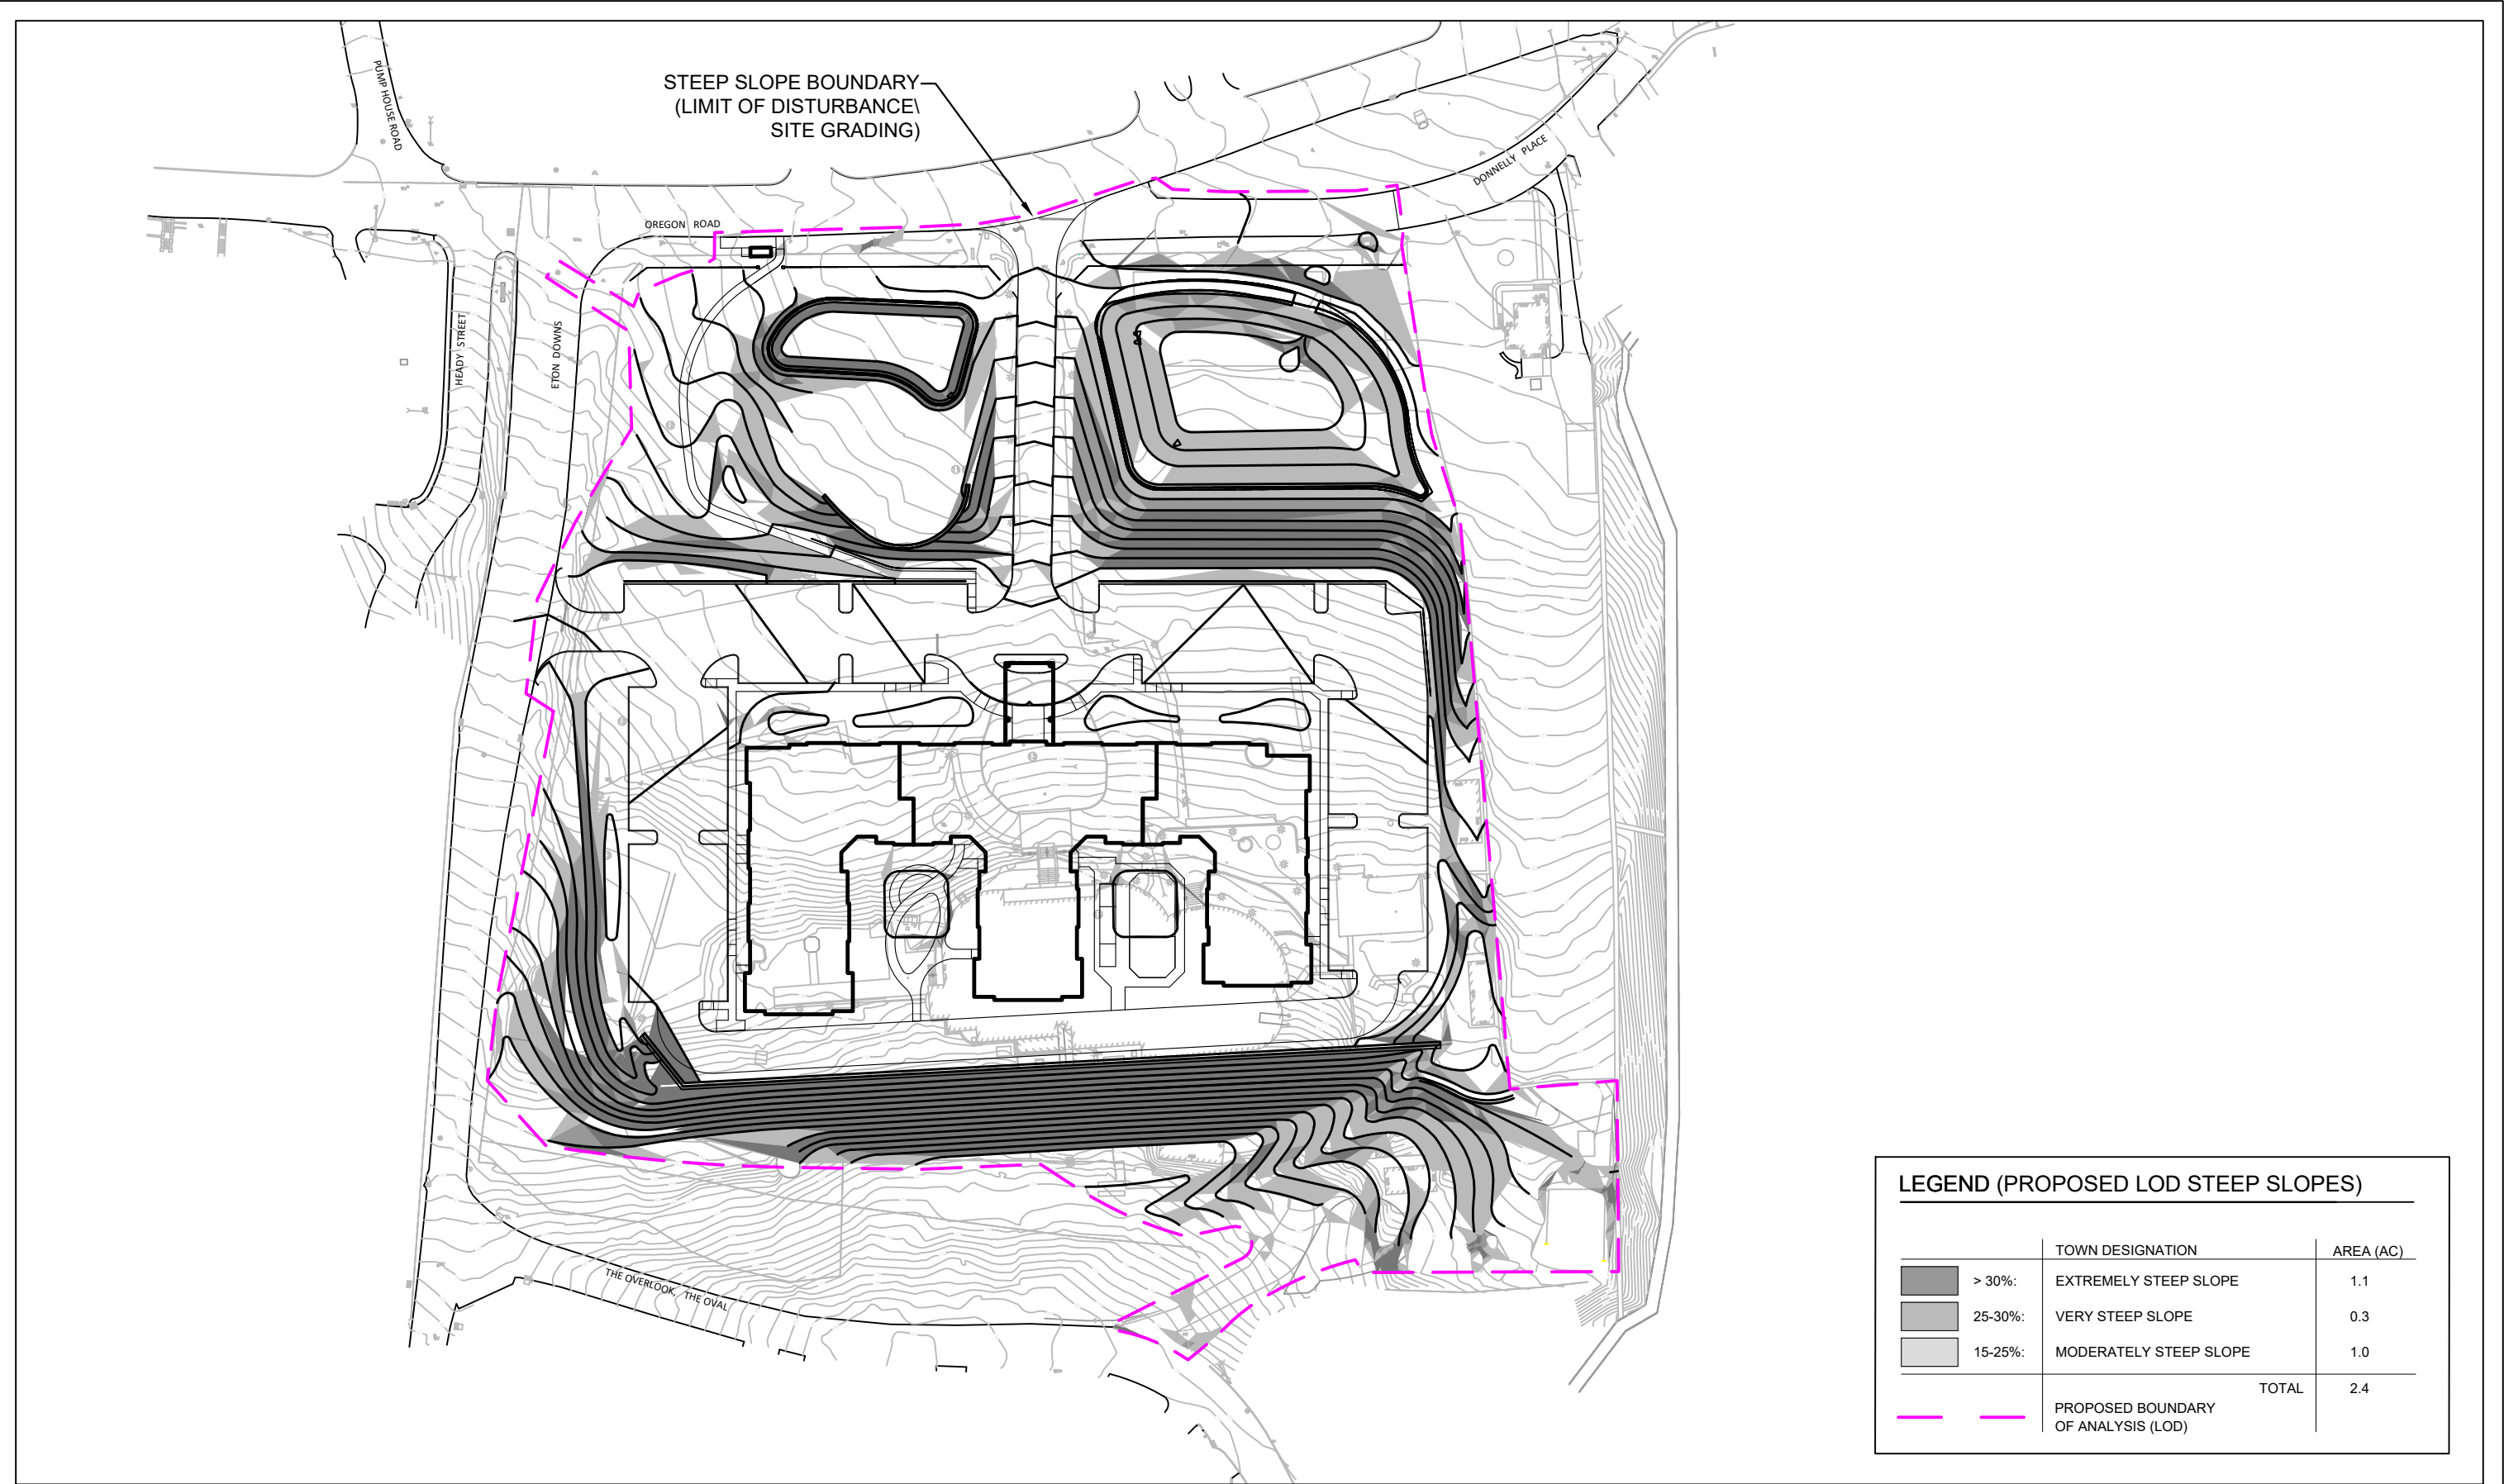 STEEP SLOPE BOUNDARY
(LIMIT OF DISTURBANCE\
SITE GRADING)
PUMP HOUSE ROAD
DONNELLY PLACE
OREGON ROAD
HEADY STREET
ETON DOWNS
THE OVERLOOK, THE OVAL
LEGEND (PROPOSED LOD STEEP SLOPES)
TOWN DESIGNATION AREA (AC)
> 30%: EXTREMELY STEEP SLOPE 1.1
25-30%: VERY STEEP SLOPE 0.3
15-25%: MODERATELY STEEP SLOPE 1.0
TOTAL 2.4
PROPOSED BOUNDARY
OF ANALYSIS (LOD)